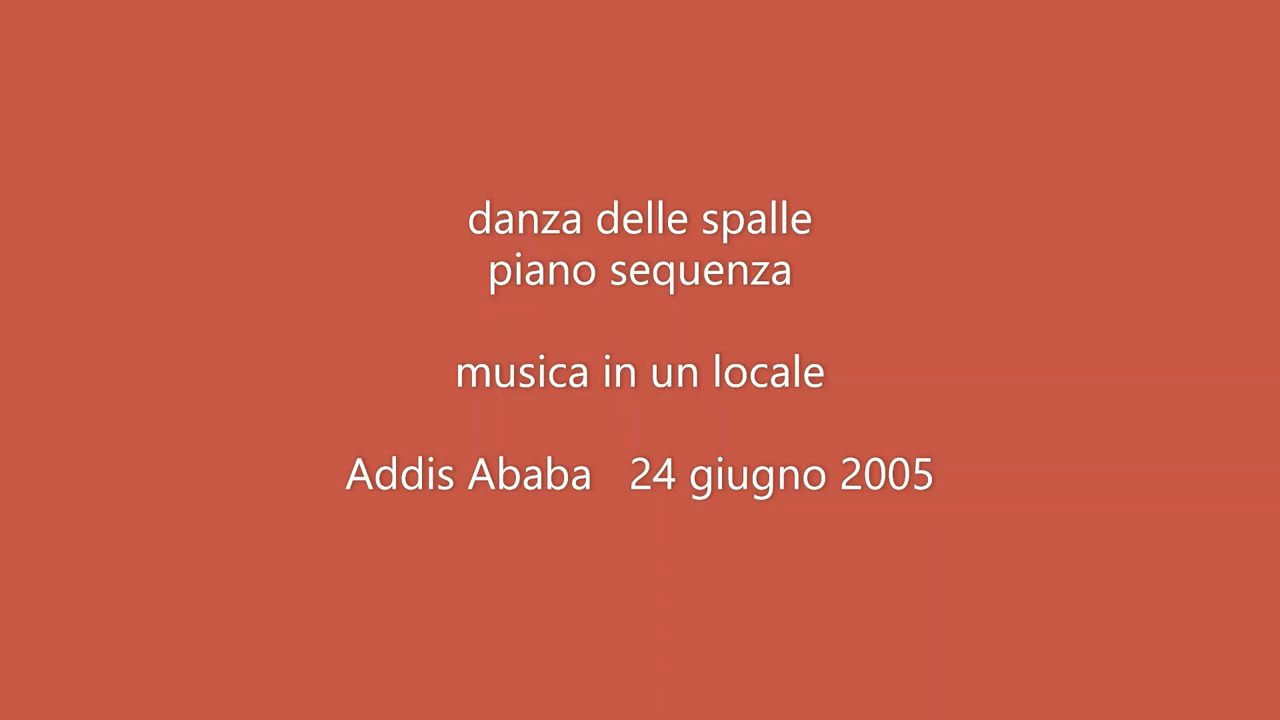 danza delle spalle
piano sequenza
musica in un locale
Addis Ababa   24 giugno 2005